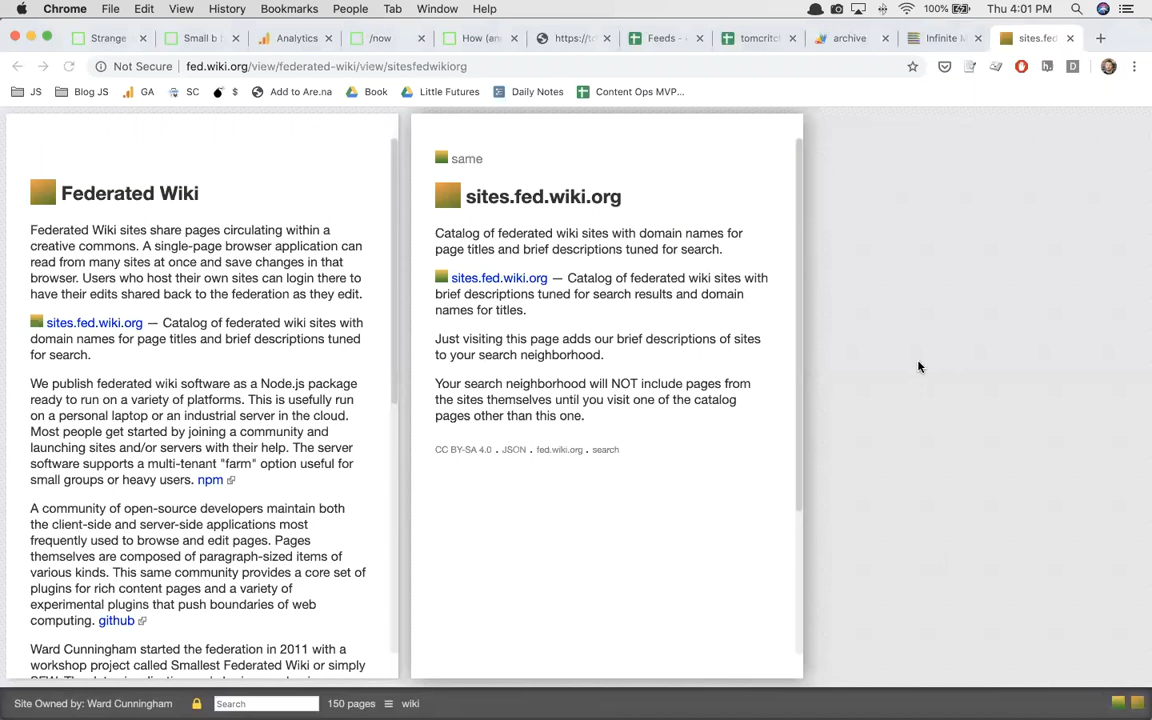 Chrome File Edit View History Bookmarks People Tab Window Help 100% Thu 4:01 PM
Strange Small b Analytics /now How (an https://to Feeds - tomcritch archive Infinite M sites.fed
Not Secure fed.wiki.org/view/federated-wiki/view/sitesfedwikiorg
JS Blog JS GA SC $ Add to Are.na Book Little Futures Daily Notes Content Ops MVP...
Federated Wiki
Federated Wiki sites share pages circulating within a
creative commons. A single-page browser application can
read from many sites at once and save changes in that
browser. Users who host their own sites can login there to
have their edits shared back to the federation as they edit.
sites.fed.wiki.org — Catalog of federated wiki sites with
domain names for page titles and brief descriptions tuned
for search.
We publish federated wiki software as a Node.js package
ready to run on a variety of platforms. This is usefully run
on a personal laptop or an industrial server in the cloud.
Most people get started by joining a community and
launching sites and/or servers with their help. The server
software supports a multi-tenant "farm" option useful for
small groups or heavy users. npm
A community of open-source developers maintain both
the client-side and server-side applications most
frequently used to browse and edit pages. Pages
themselves are composed of paragraph-sized items of
various kinds. This same community provides a core set of
plugins for rich content pages and a variety of
experimental plugins that push boundaries of web
computing. github
Ward Cunningham started the federation in 2011 with a
workshop project called Smallest Federated Wiki or simply
same
sites.fed.wiki.org
Catalog of federated wiki sites with domain names for
page titles and brief descriptions tuned for search.
sites.fed.wiki.org — Catalog of federated wiki sites with
brief descriptions tuned for search results and domain
names for titles.
Just visiting this page adds our brief descriptions of sites
to your search neighborhood.
Your search neighborhood will NOT include pages from
the sites themselves until you visit one of the catalog
pages other than this one.
CC BY-SA 4.0 . JSON . fed.wiki.org . search
Site Owned by: Ward Cunningham Search 150 pages wiki